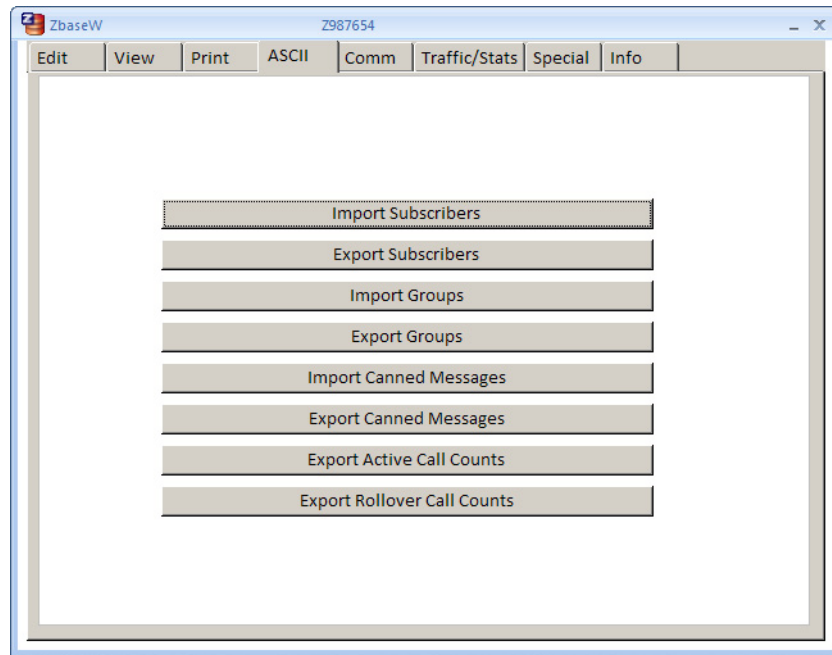 ZbaseW Z987654
Edit View Print ASCII Comm Traffic/Stats Special Info
Import Subscribers
Export Subscribers
Import Groups
Export Groups
Import Canned Messages
Export Canned Messages
Export Active Call Counts
Export Rollover Call Counts